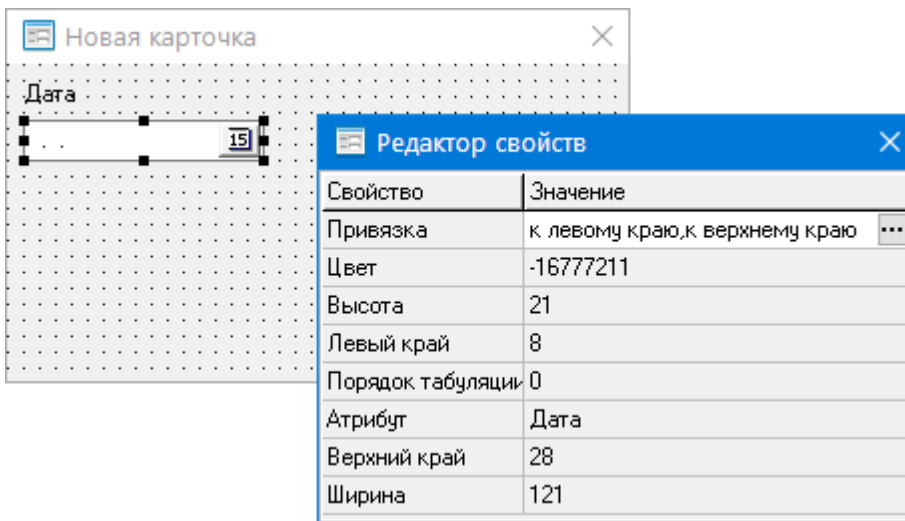 Новая карточка
Дата
. .
15
Редактор свойств
Свойство Значение
Привязка к левому краю,к верхнему краю ...
Цвет -16777211
Высота 21
Левый край 8
Порядок табуляции 0
Атрибут Дата
Верхний край 28
Ширина 121